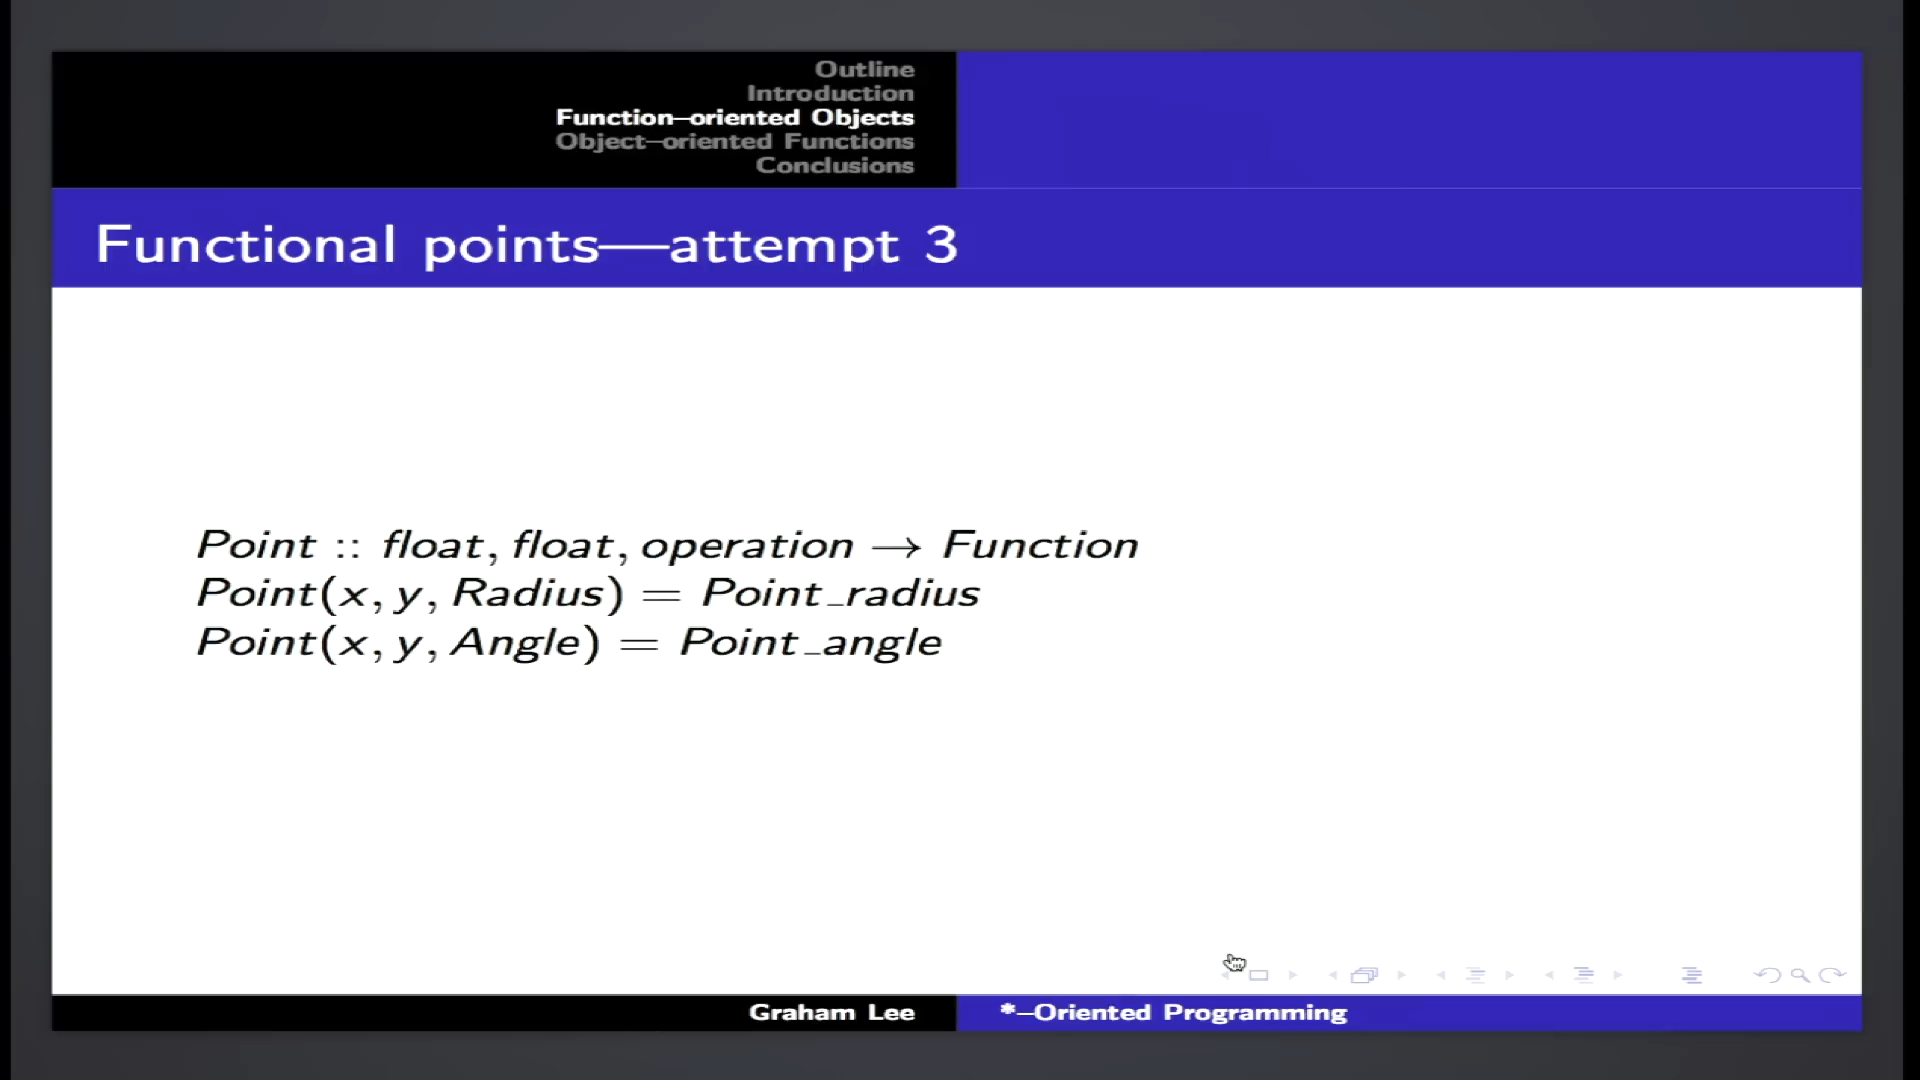 Outline
Introduction
Function–oriented Objects
Object–oriented Functions
Conclusions
Functional points—attempt 3
Point :: float, float, operation → Function
Point(x, y, Radius) = Point_radius
Point(x, y, Angle) = Point_angle
Graham Lee
*–Oriented Programming